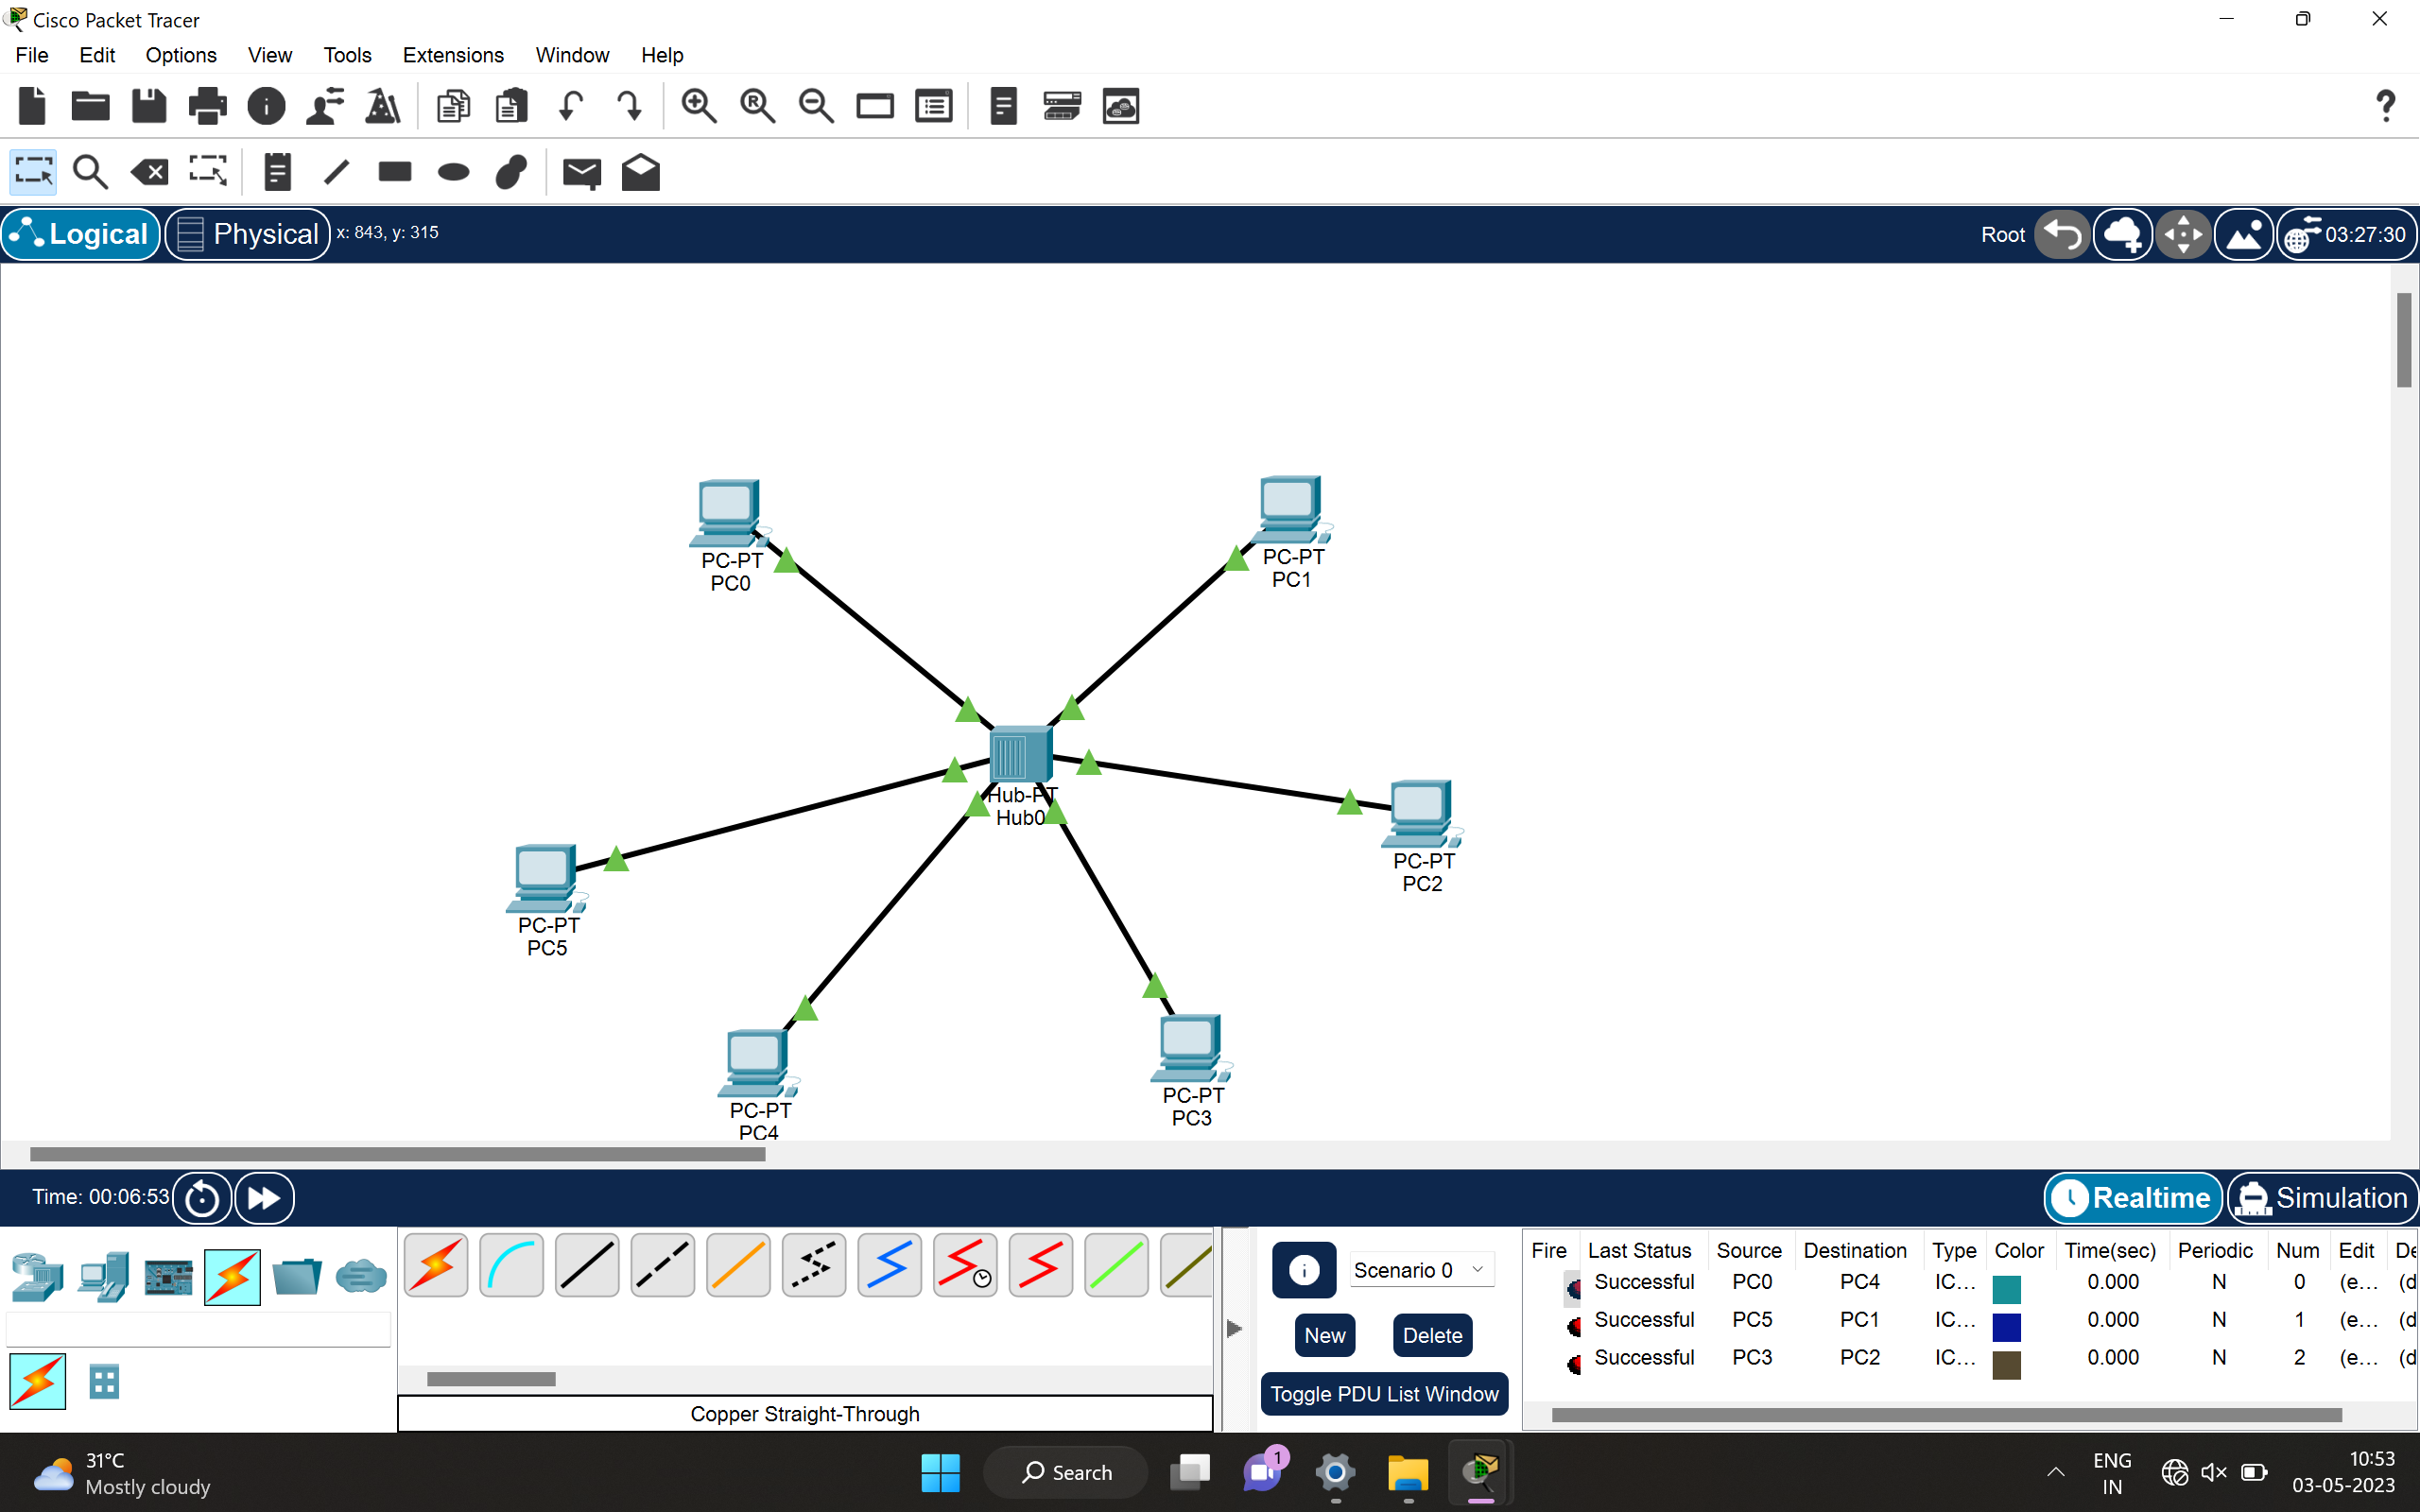 Cisco Packet Tracer
File Edit Options View Tools Extensions Window Help
Logical Physical x: 843, y: 315 Root 03:27:30
PC-PT
PC0
PC-PT
PC1
Hub-PT
Hub0
PC-PT
PC2
PC-PT
PC5
PC-PT
PC3
PC-PT
PC4
Time: 00:06:53 Realtime Simulation
Scenario 0
New Delete
Toggle PDU List Window
Copper Straight-Through
Fire Last Status Source Destination Type Color Time(sec) Periodic Num Edit De
Successful PC0 PC4 IC... 0.000 N 0 (e... (d
Successful PC5 PC1 IC... 0.000 N 1 (e... (d
Successful PC3 PC2 IC... 0.000 N 2 (e... (d
31°C
Mostly cloudy
Search
1
ENG
IN
10:53
03-05-2023